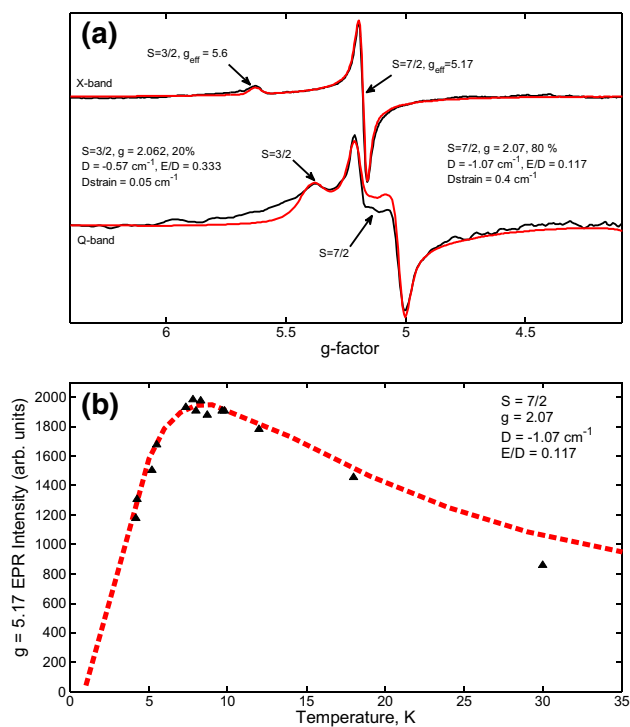 (a)
S=3/2, geff = 5.6
X-band
S=7/2, geff=5.17
S=3/2, g = 2.062, 20%
D = -0.57 cm-1, E/D = 0.333
Dstrain = 0.05 cm-1
S=3/2
S=7/2, g = 2.07, 80 %
D = -1.07 cm-1, E/D = 0.117
Dstrain = 0.4 cm-1
Q-band
S=7/2
6 5.5 5 4.5
g-factor
(b)
S = 7/2
g = 2.07
D = -1.07 cm-1
E/D = 0.117
g = 5.17 EPR Intensity (arb. units)
2000
1800
1600
1400
1200
1000
800
600
400
200
0
0 5 10 15 20 25 30 35
Temperature, K